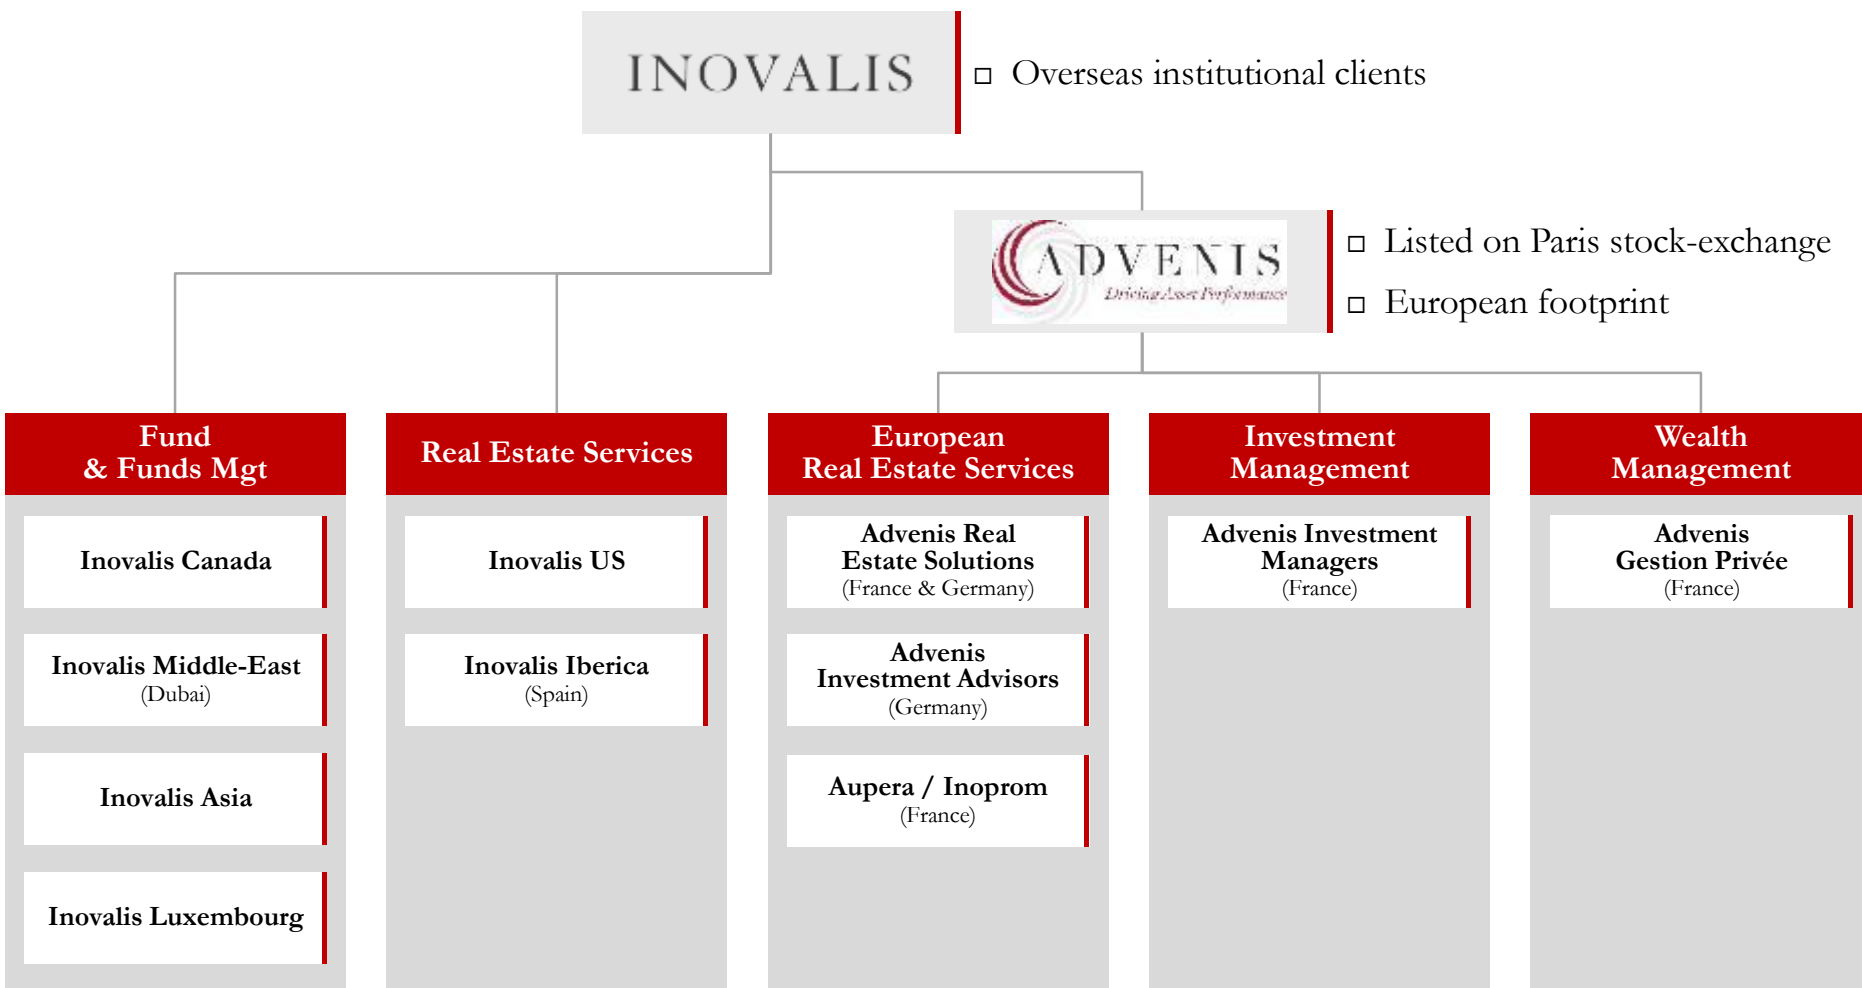 INOVALIS
Overseas institutional clients
ADVENIS
Driving Asset Performance
Listed on Paris stock-exchange
European footprint
Fund
& Funds Mgt
Inovalis Canada
Inovalis Middle-East
(Dubai)
Inovalis Asia
Inovalis Luxembourg
Real Estate Services
Inovalis US
Inovalis Iberica
(Spain)
European
Real Estate Services
Advenis Real
Estate Solutions
(France & Germany)
Advenis
Investment Advisors
(Germany)
Aupera / Inoprom
(France)
Investment
Management
Advenis Investment
Managers
(France)
Wealth
Management
Advenis
Gestion Privée
(France)